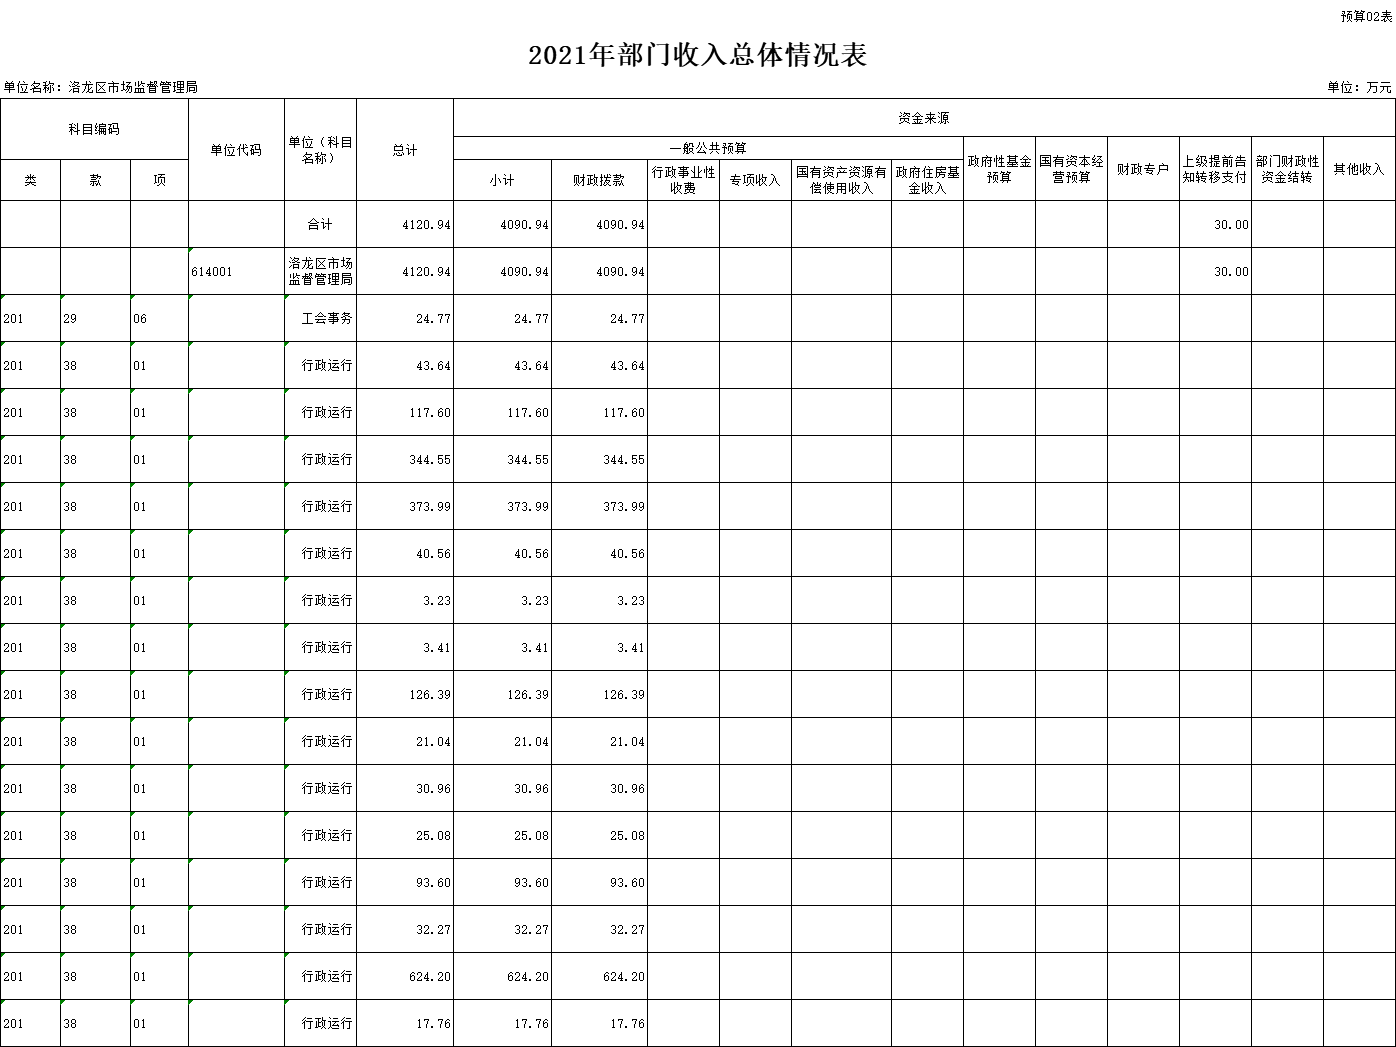 预算02表
2021年部门收入总体情况表
单位名称：洛龙区市场监督管理局 单位：万元
科目编码 单位代码 单位（科目名称） 总计 资金来源
一般公共预算 政府性基金预算 国有资本经营预算 财政专户 上级提前告知转移支付 部门财政性资金结转 其他收入
类 款 项 小计 财政拨款 行政事业性收费 专项收入 国有资产资源有偿使用收入 政府住房基金收入
合计 4120.94 4090.94 4090.94 30.00
614001 洛龙区市场监督管理局 4120.94 4090.94 4090.94 30.00
201 29 06 工会事务 24.77 24.77 24.77
201 38 01 行政运行 43.64 43.64 43.64
201 38 01 行政运行 117.60 117.60 117.60
201 38 01 行政运行 344.55 344.55 344.55
201 38 01 行政运行 373.99 373.99 373.99
201 38 01 行政运行 40.56 40.56 40.56
201 38 01 行政运行 3.23 3.23 3.23
201 38 01 行政运行 3.41 3.41 3.41
201 38 01 行政运行 126.39 126.39 126.39
201 38 01 行政运行 21.04 21.04 21.04
201 38 01 行政运行 30.96 30.96 30.96
201 38 01 行政运行 25.08 25.08 25.08
201 38 01 行政运行 93.60 93.60 93.60
201 38 01 行政运行 32.27 32.27 32.27
201 38 01 行政运行 624.20 624.20 624.20
201 38 01 行政运行 17.76 17.76 17.76